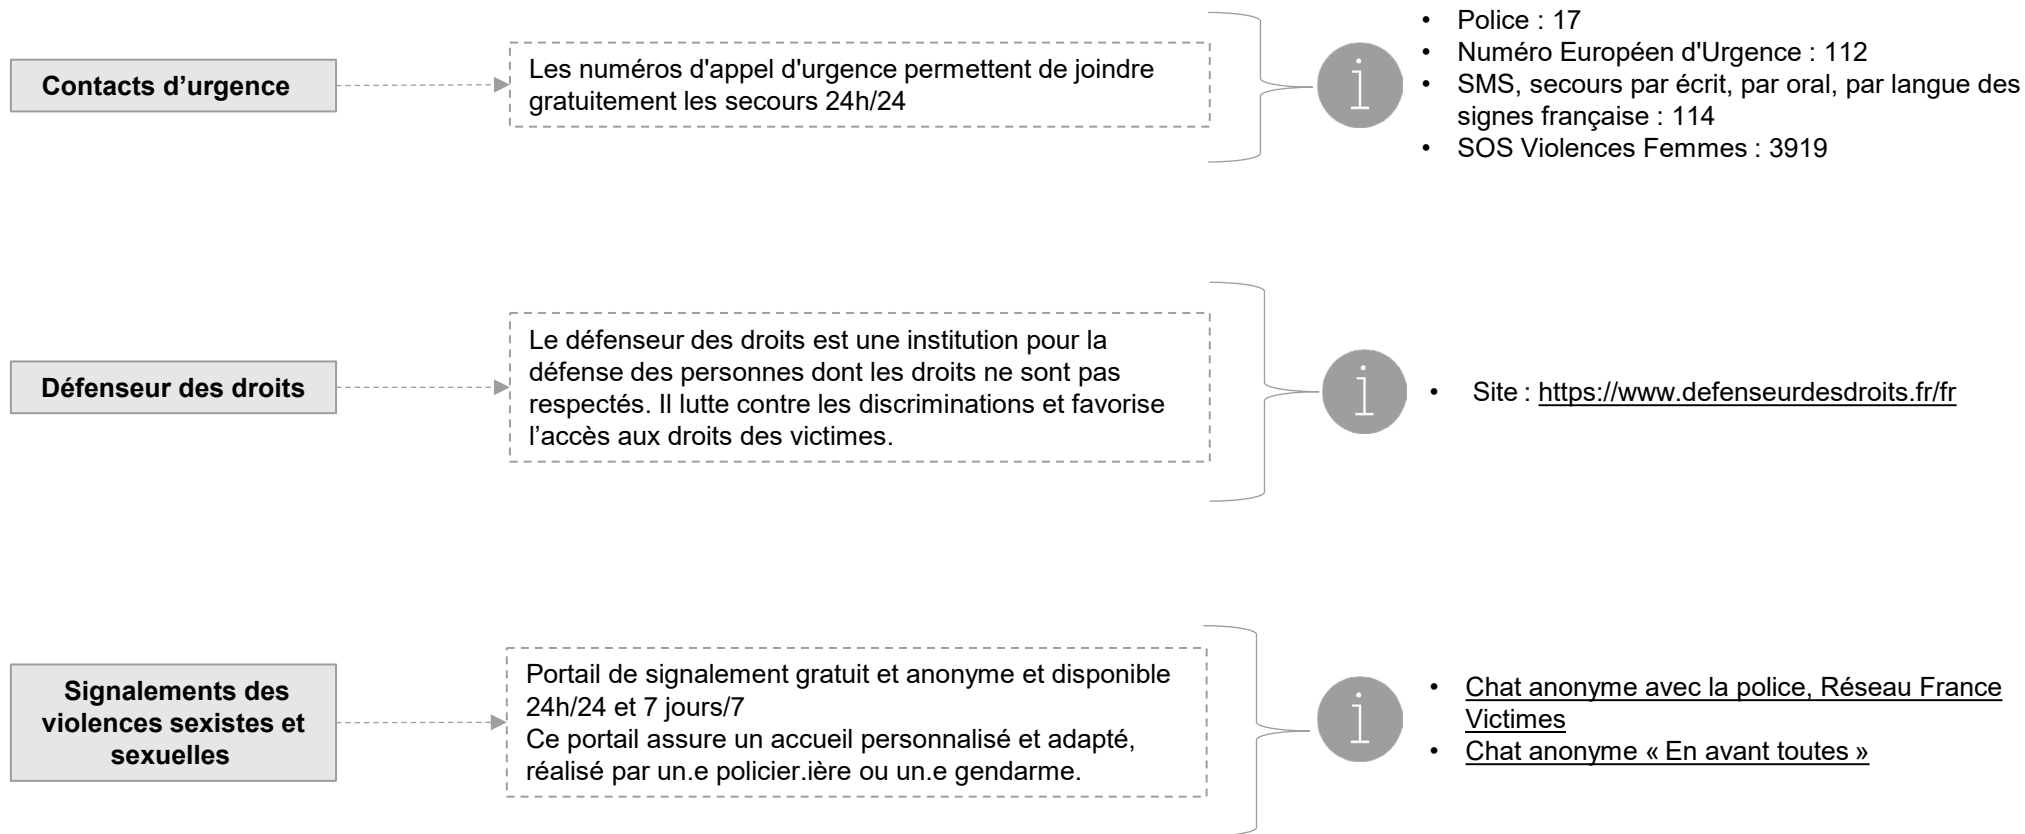 Contacts d’urgence
Les numéros d'appel d'urgence permettent de joindre
gratuitement les secours 24h/24
• Police : 17
• Numéro Européen d'Urgence : 112
• SMS, secours par écrit, par oral, par langue des
signes française : 114
• SOS Violences Femmes : 3919
Défenseur des droits
Le défenseur des droits est une institution pour la
défense des personnes dont les droits ne sont pas
respectés. Il lutte contre les discriminations et favorise
l’accès aux droits des victimes.
• Site : https://www.defenseurdesdroits.fr/fr
Signalements des
violences sexistes et
sexuelles
Portail de signalement gratuit et anonyme et disponible
24h/24 et 7 jours/7
Ce portail assure un accueil personnalisé et adapté,
réalisé par un.e policier.ière ou un.e gendarme.
• Chat anonyme avec la police, Réseau France
Victimes
• Chat anonyme « En avant toutes »